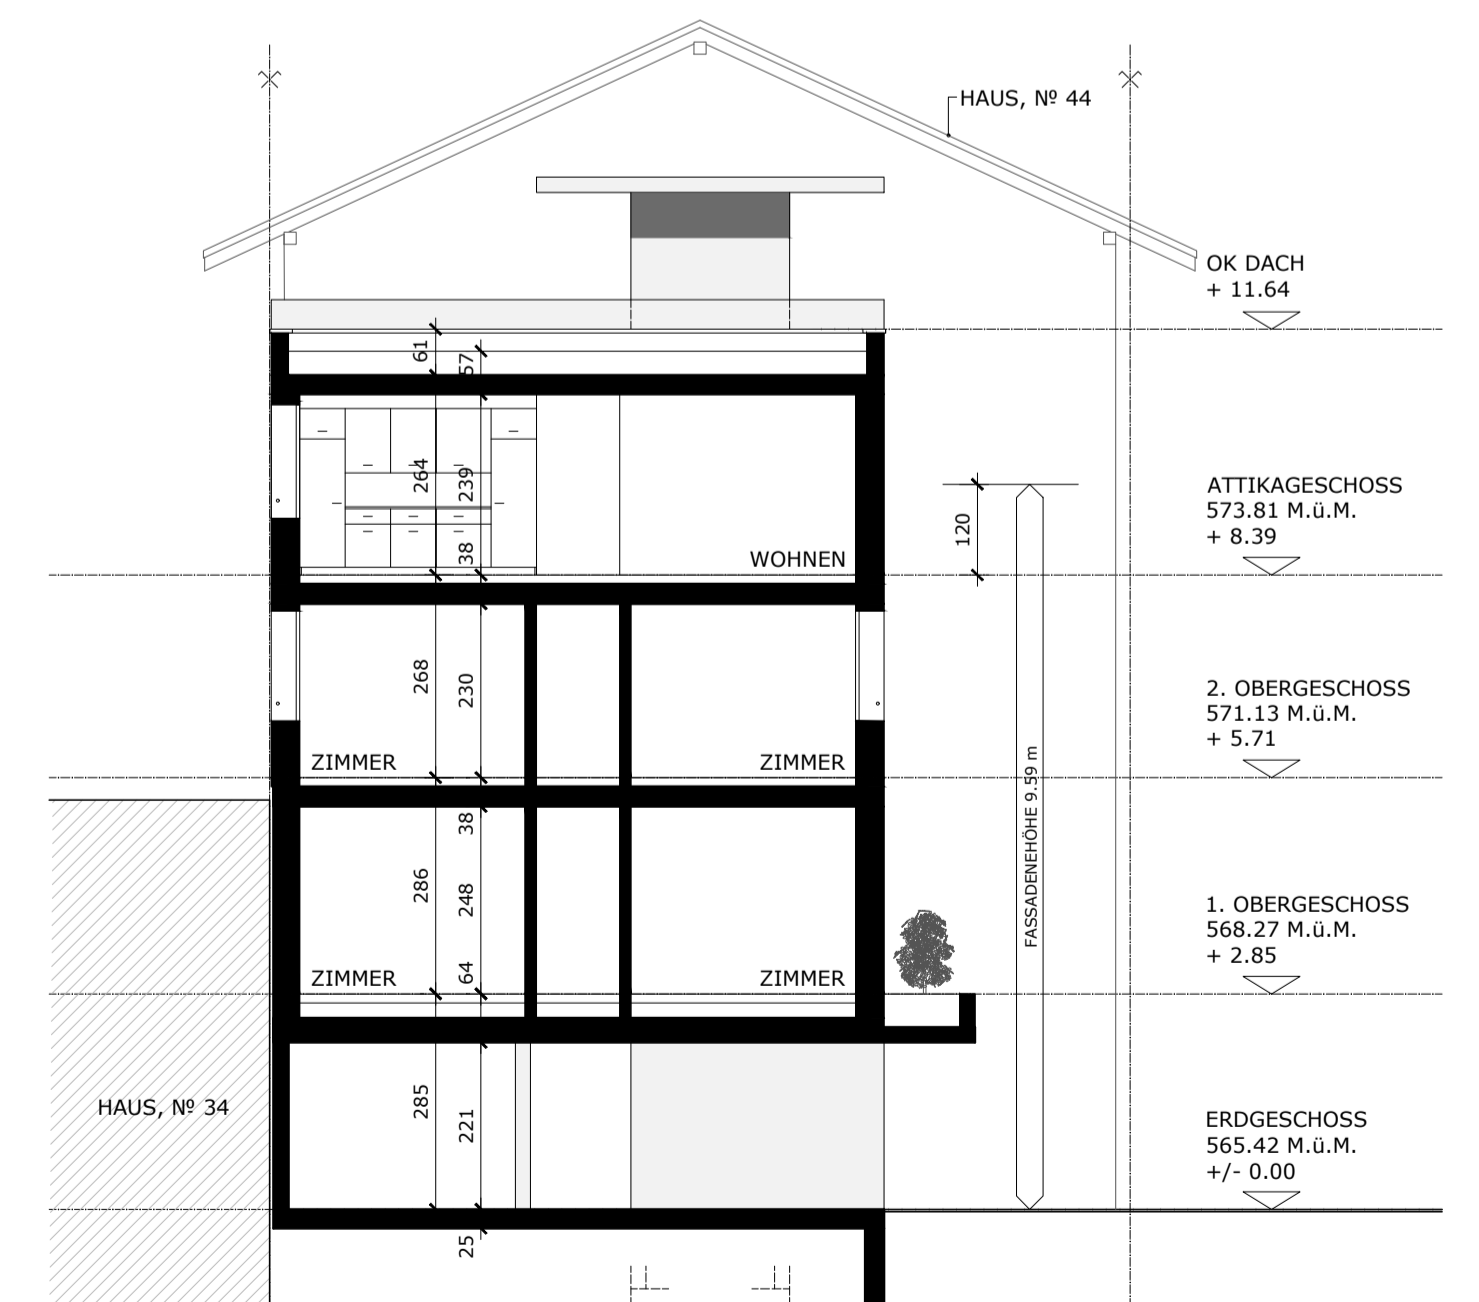 HAUS, Nº 44
OK DACH
+ 11.64
61
57
264
239
38
WOHNEN
120
ATTIKAGESCHOSS
573.81 M.ü.M.
+ 8.39
268
230
ZIMMER
ZIMMER
2. OBERGESCHOSS
571.13 M.ü.M.
+ 5.71
FASSADENEHÖHE 9.59 m
38
286
248
64
ZIMMER
ZIMMER
1. OBERGESCHOSS
568.27 M.ü.M.
+ 2.85
HAUS, Nº 34
285
221
25
ERDGESCHOSS
565.42 M.ü.M.
+/- 0.00